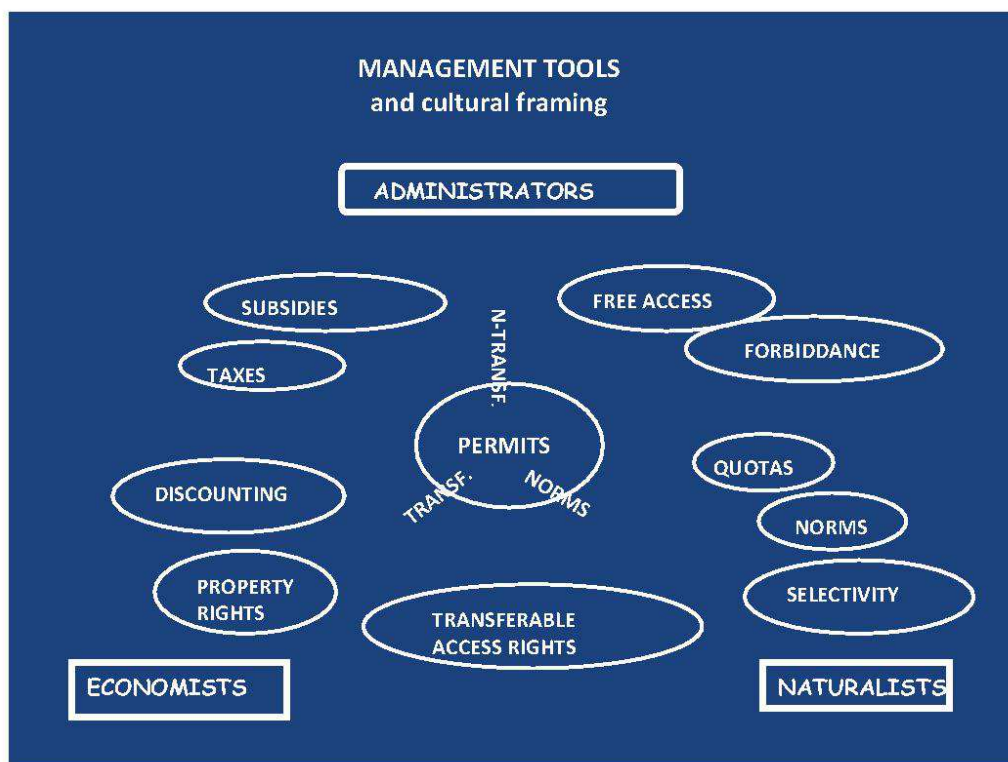 MANAGEMENT TOOLS
and cultural framing
ADMINISTRATORS
SUBSIDIES
FREE ACCESS
N-TRANSF.
FORBIDDANCE
TAXES
PERMITS
QUOTAS
TRANSF.
NORMS
DISCOUNTING
NORMS
PROPERTY
RIGHTS
SELECTIVITY
TRANSFERABLE
ACCESS RIGHTS
ECONOMISTS
NATURALISTS